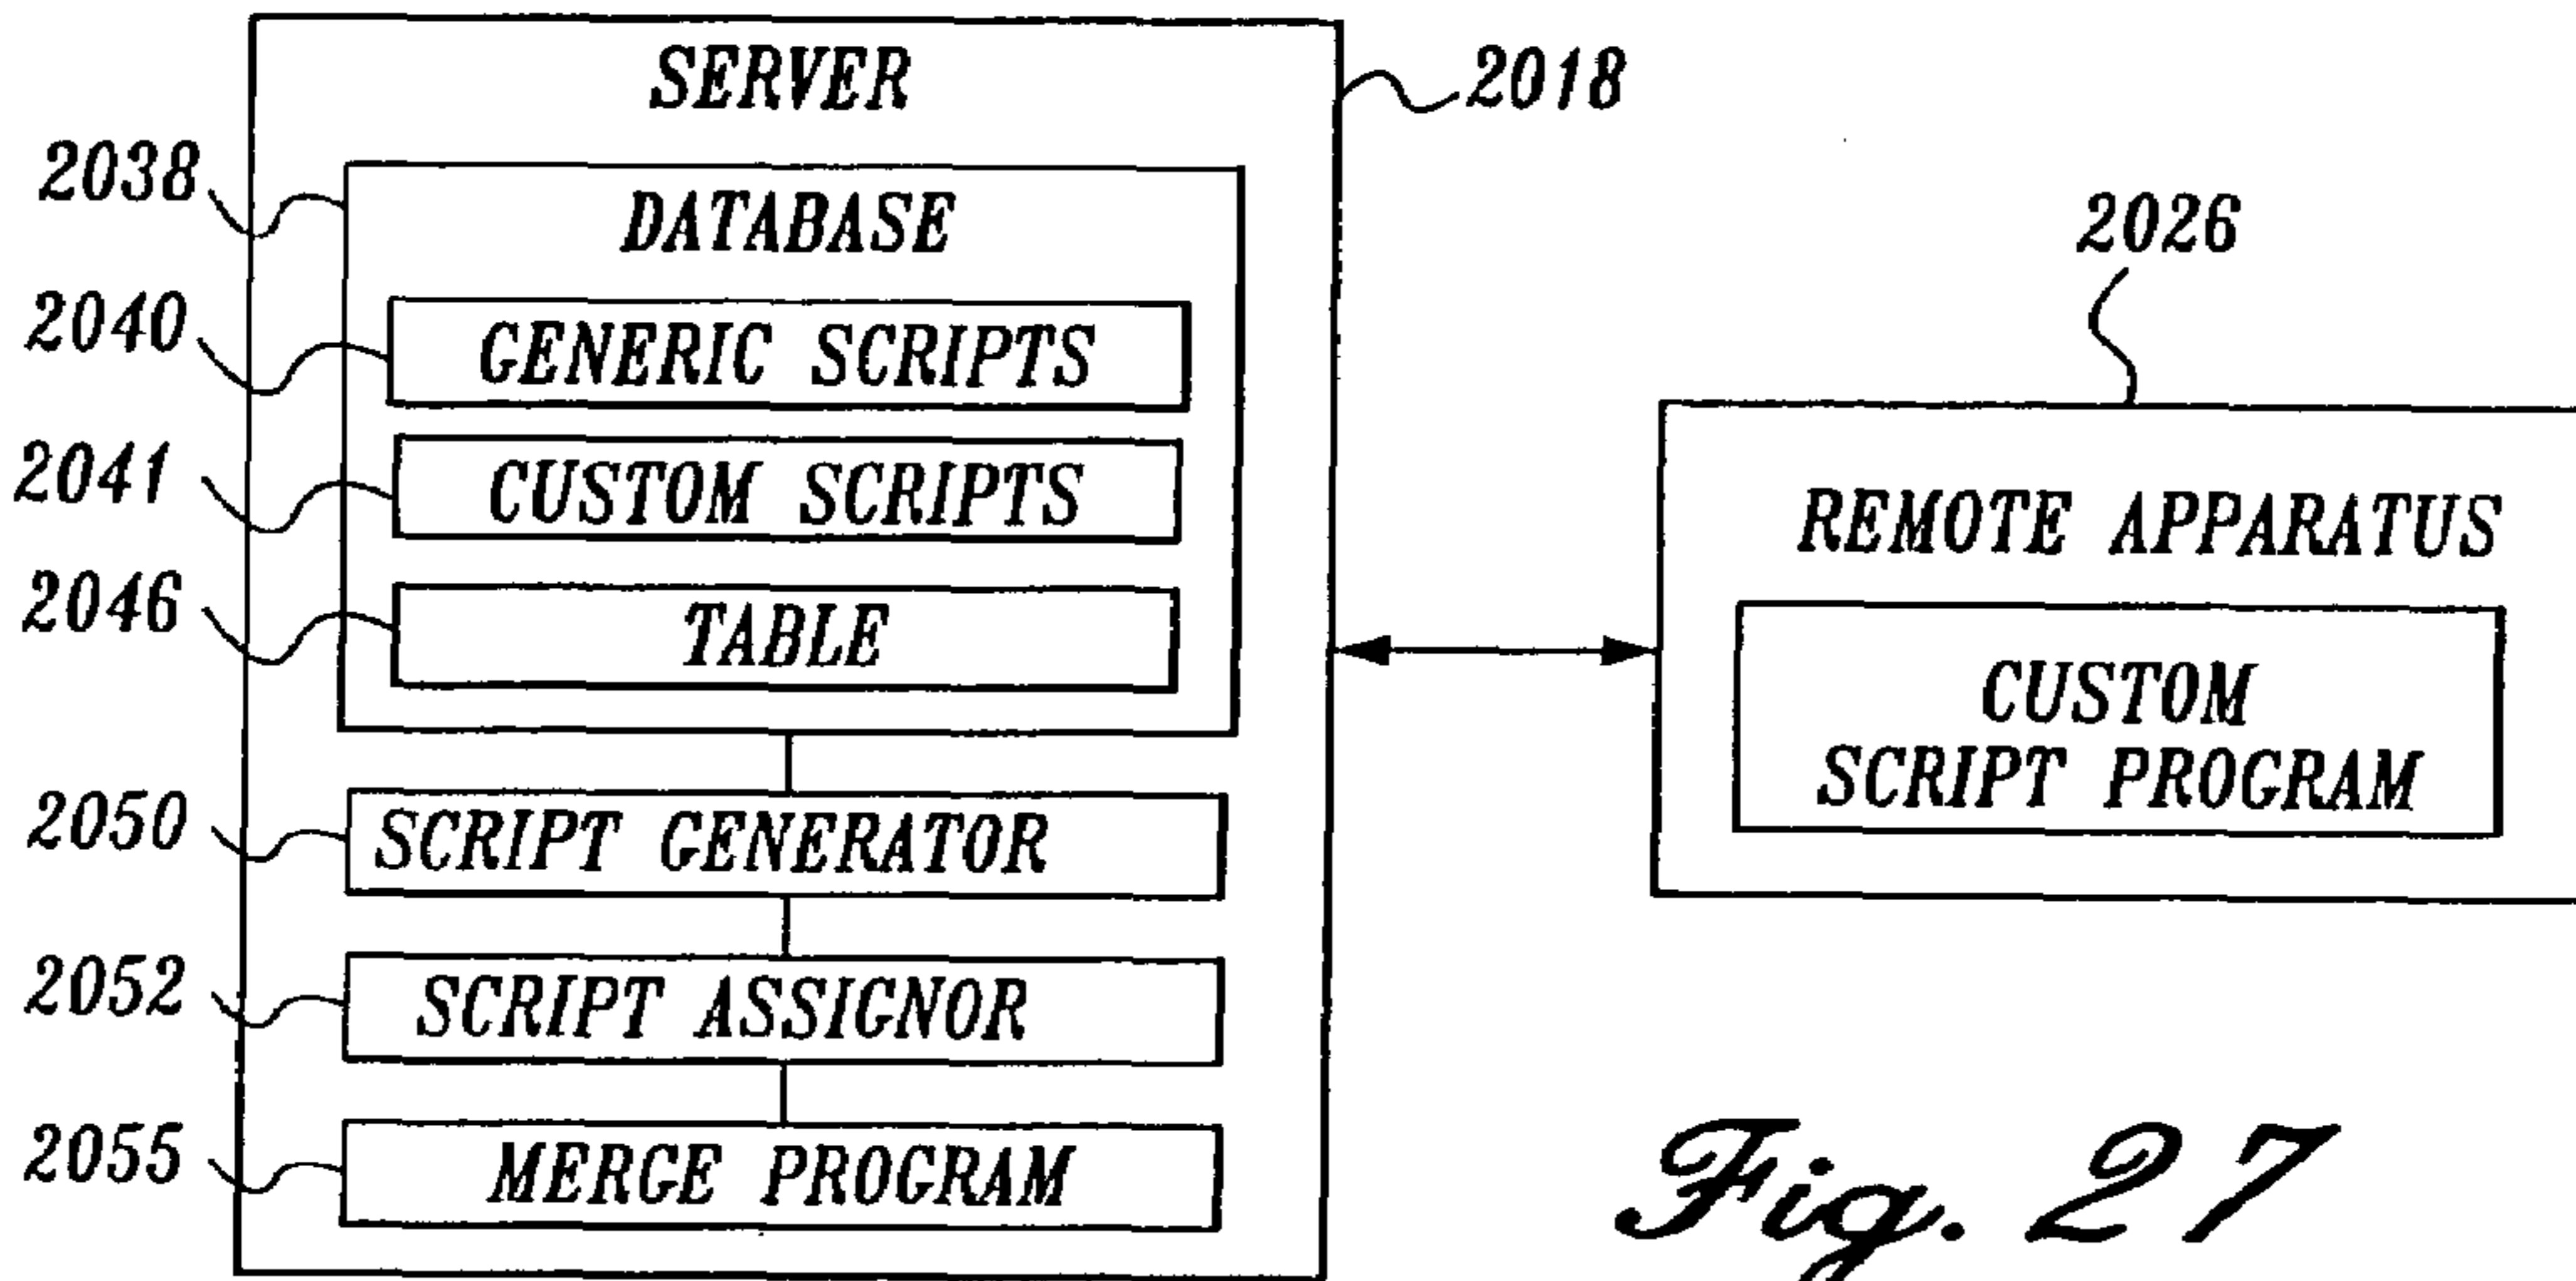 SERVER
2018
2038
DATABASE
2040
GENERIC SCRIPTS
2041
CUSTOM SCRIPTS
2046
TABLE
2050
SCRIPT GENERATOR
2052
SCRIPT ASSIGNOR
2055
MERGE PROGRAM
2026
REMOTE APPARATUS
CUSTOM
SCRIPT PROGRAM
Fig. 27